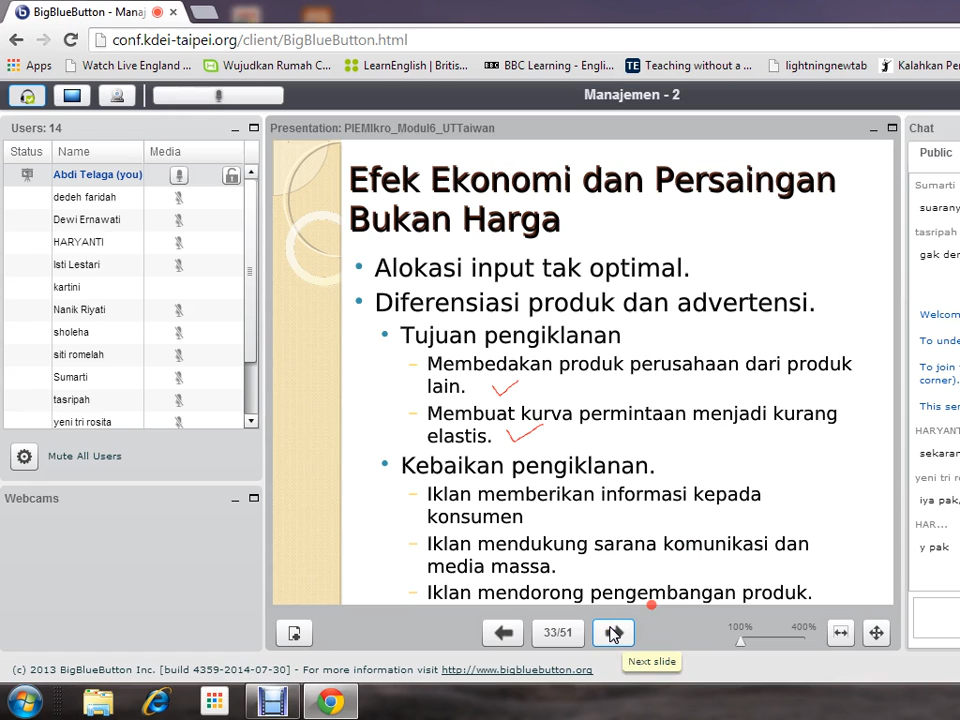 BigBlueButton - Manaj
conf.kdei-taipei.org/client/BigBlueButton.html
Apps
Watch Live England ...
Wujudkan Rumah C...
LearnEnglish | Britis...
BBC BBC Learning - Engli...
TE Teaching without a ...
lightningnewtab
Kalahkan Pe
Manajemen - 2
Users: 14
Status Name Media
Abdi Telaga (you)
dedeh faridah
Dewi Ernawati
HARYANTI
Isti Lestari
kartini
Nanik Riyati
sholeha
siti romelah
Sumarti
tasripah
yeni tri rosita
Mute All Users
Webcams
Presentation: PIEMIkro_Modul6_UTTaiwan
Efek Ekonomi dan Persaingan
Bukan Harga
• Alokasi input tak optimal.
• Diferensiasi produk dan advertensi.
• Tujuan pengiklanan
– Membedakan produk perusahaan dari produk
lain.
– Membuat kurva permintaan menjadi kurang
elastis.
• Kebaikan pengiklanan.
– Iklan memberikan informasi kepada
konsumen
– Iklan mendukung sarana komunikasi dan
media massa.
– Iklan mendorong pengembangan produk.
33/51
100% 400%
Next slide
Chat
Public
Sumarti
suarany
tasripah
gak der
Welcom
To unde
To join
corner).
This ser
HARYANT
sekaran
yeni tri ro
iya pak,
HAR...
y pak
(c) 2013 BigBlueButton Inc. [build 4359-2014-07-30] - For more information visit http://www.bigbluebutton.org